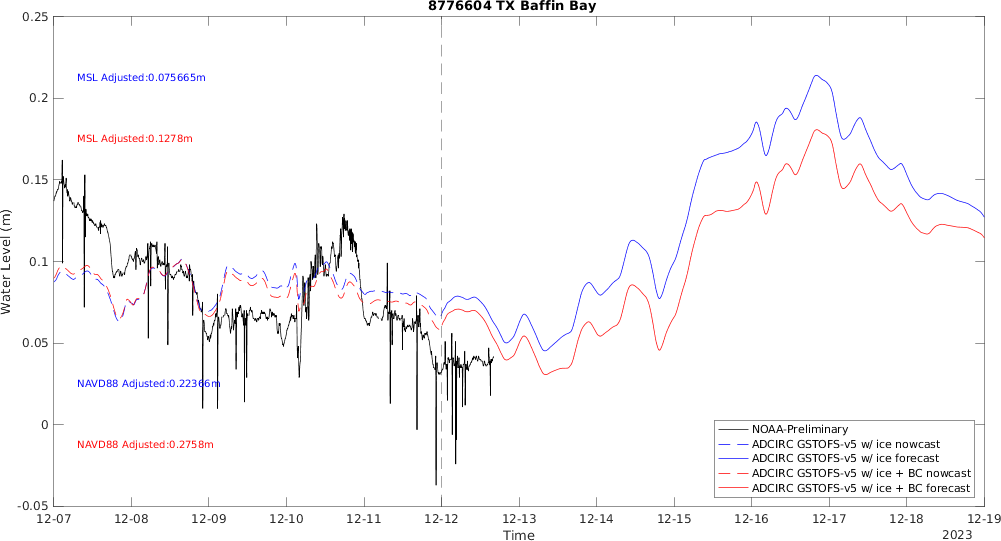 8776604 TX Baffin Bay
0.25
0.2
0.15
0.1
0.05
0
-0.05
Water Level (m)
MSL Adjusted:0.075665m
MSL Adjusted:0.1278m
NAVD88 Adjusted:0.22366m
NAVD88 Adjusted:0.2758m
NOAA-Preliminary
ADCIRC GSTOFS-v5 w/ ice nowcast
ADCIRC GSTOFS-v5 w/ ice forecast
ADCIRC GSTOFS-v5 w/ ice + BC nowcast
ADCIRC GSTOFS-v5 w/ ice + BC forecast
12-07 12-08 12-09 12-10 12-11 12-12 12-13 12-14 12-15 12-16 12-17 12-18 12-19
Time
2023